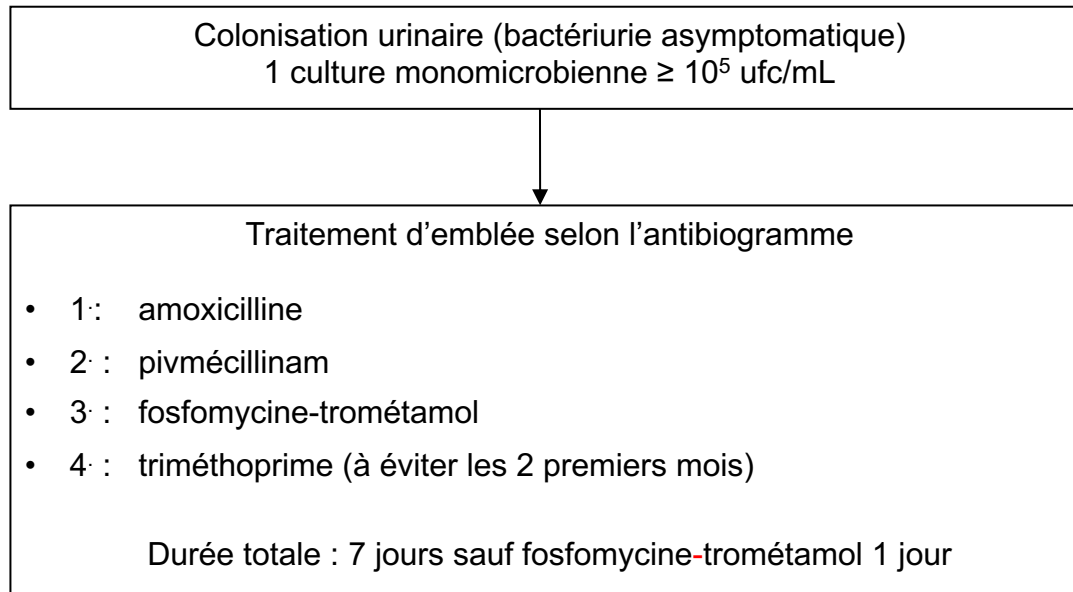 Colonisation urinaire (bactériurie asymptomatique)
1 culture monomicrobienne ≥ 10⁵ ufc/mL
Traitement d’emblée selon l’antibiogramme
• 1·: amoxicilline
• 2· : pivmécillinam
• 3· : fosfomycine-trométamol
• 4· : triméthoprime (à éviter les 2 premiers mois)
Durée totale : 7 jours sauf fosfomycine-trométamol 1 jour